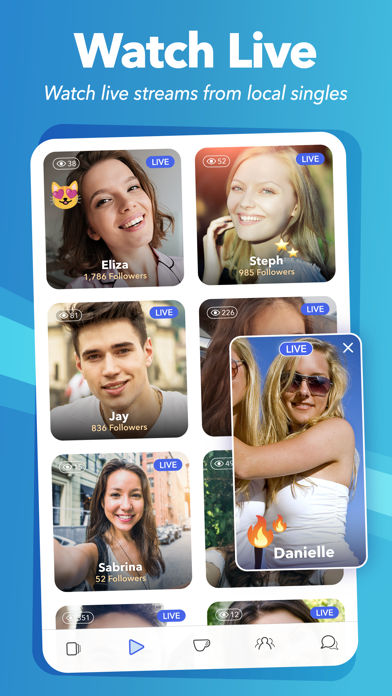 Watch Live
Watch live streams from local singles
38
LIVE
52
LIVE
Eliza
1,786 Followers
Steph
985 Followers
81
LIVE
226
LIVE
Jay
836 Followers
LIVE
Danielle
LIVE
Sabrina
52 Followers
351
LIVE
12
LIVE